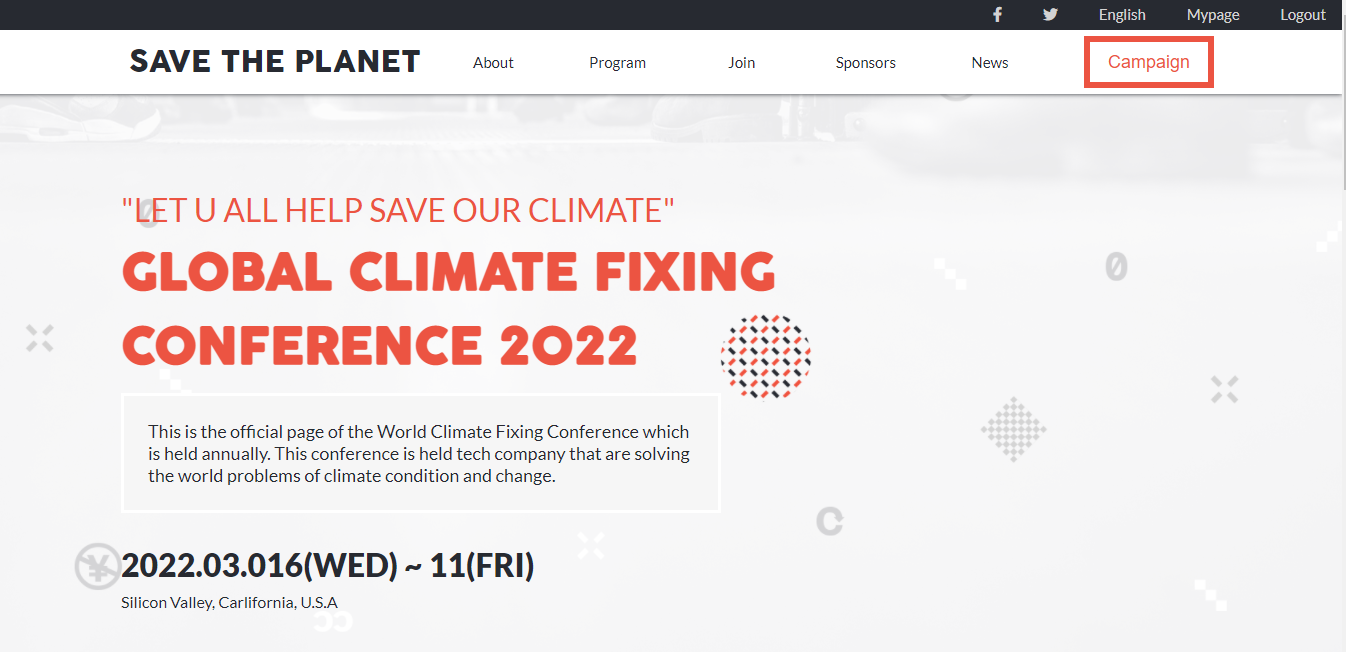 English Mypage Logout
SAVE THE PLANET About Program Join Sponsors News Campaign
"LET U ALL HELP SAVE OUR CLIMATE"
GLOBAL CLIMATE FIXING
CONFERENCE 2022
This is the official page of the World Climate Fixing Conference which
is held annually. This conference is held tech company that are solving
the world problems of climate condition and change.
2022.03.016(WED) ~ 11(FRI)
Silicon Valley, Carlifornia, U.S.A